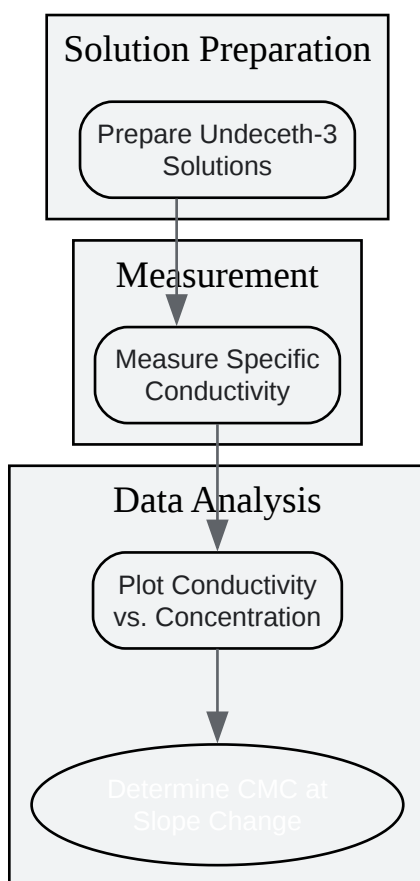 Solution Preparation
Prepare Undeceth-3
Solutions
Measurement
Measure Specific
Conductivity
Data Analysis
Plot Conductivity
vs. Concentration
Determine CMC at
Slope Change